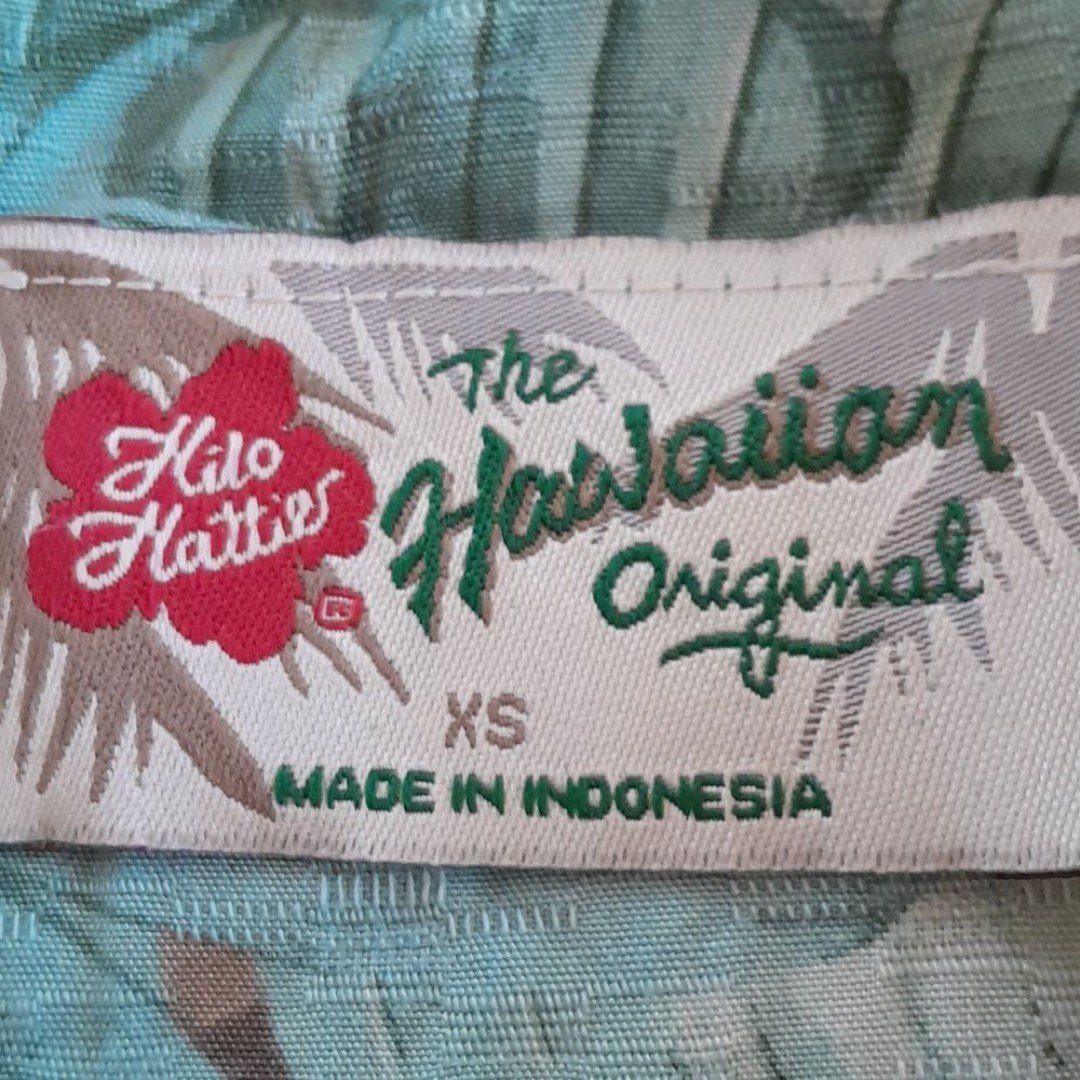 Hilo
Hattie®
The
Hawaiian
Original
XS
MADE IN INDONESIA